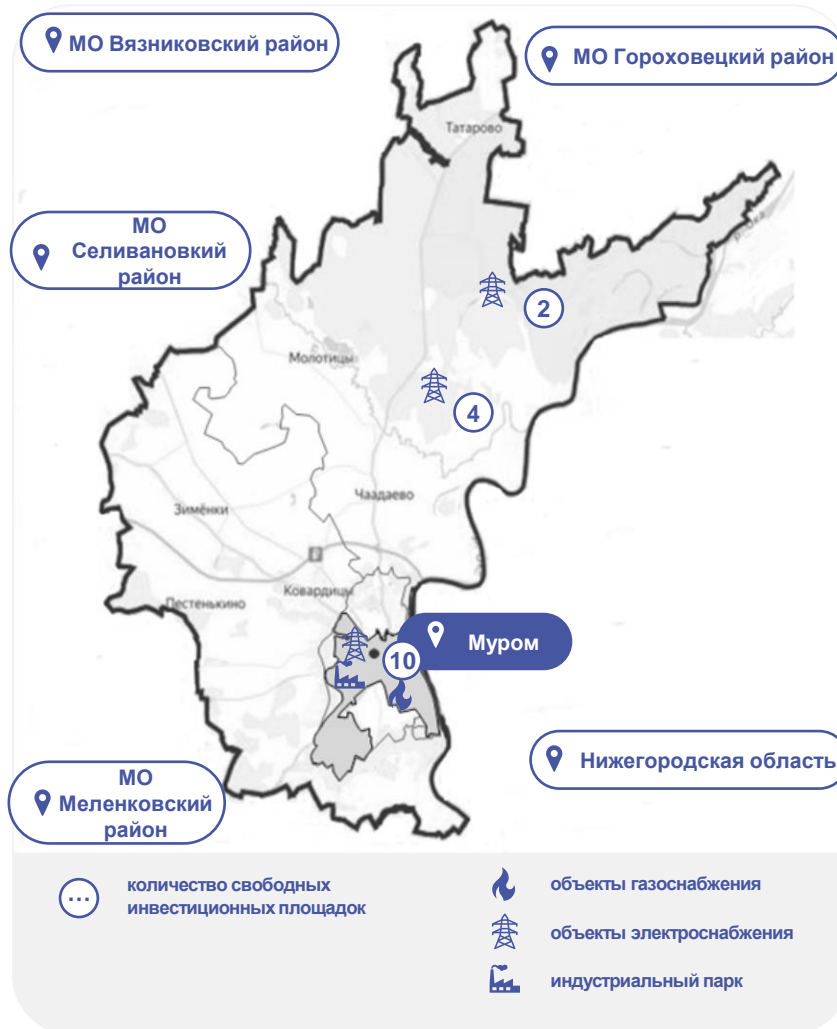 МО Вязниковский район
МО Гороховецкий район
Татарово
МО
Селивановкий
район
2
Молотицы
4
Чаадаево
Зимёнки
Ковардицы
Пестенькино
Муром
10
Нижегородская область
МО
Меленковский
район
...
количество свободных
инвестиционных площадок
объекты газоснабжения
объекты электроснабжения
индустриальный парк